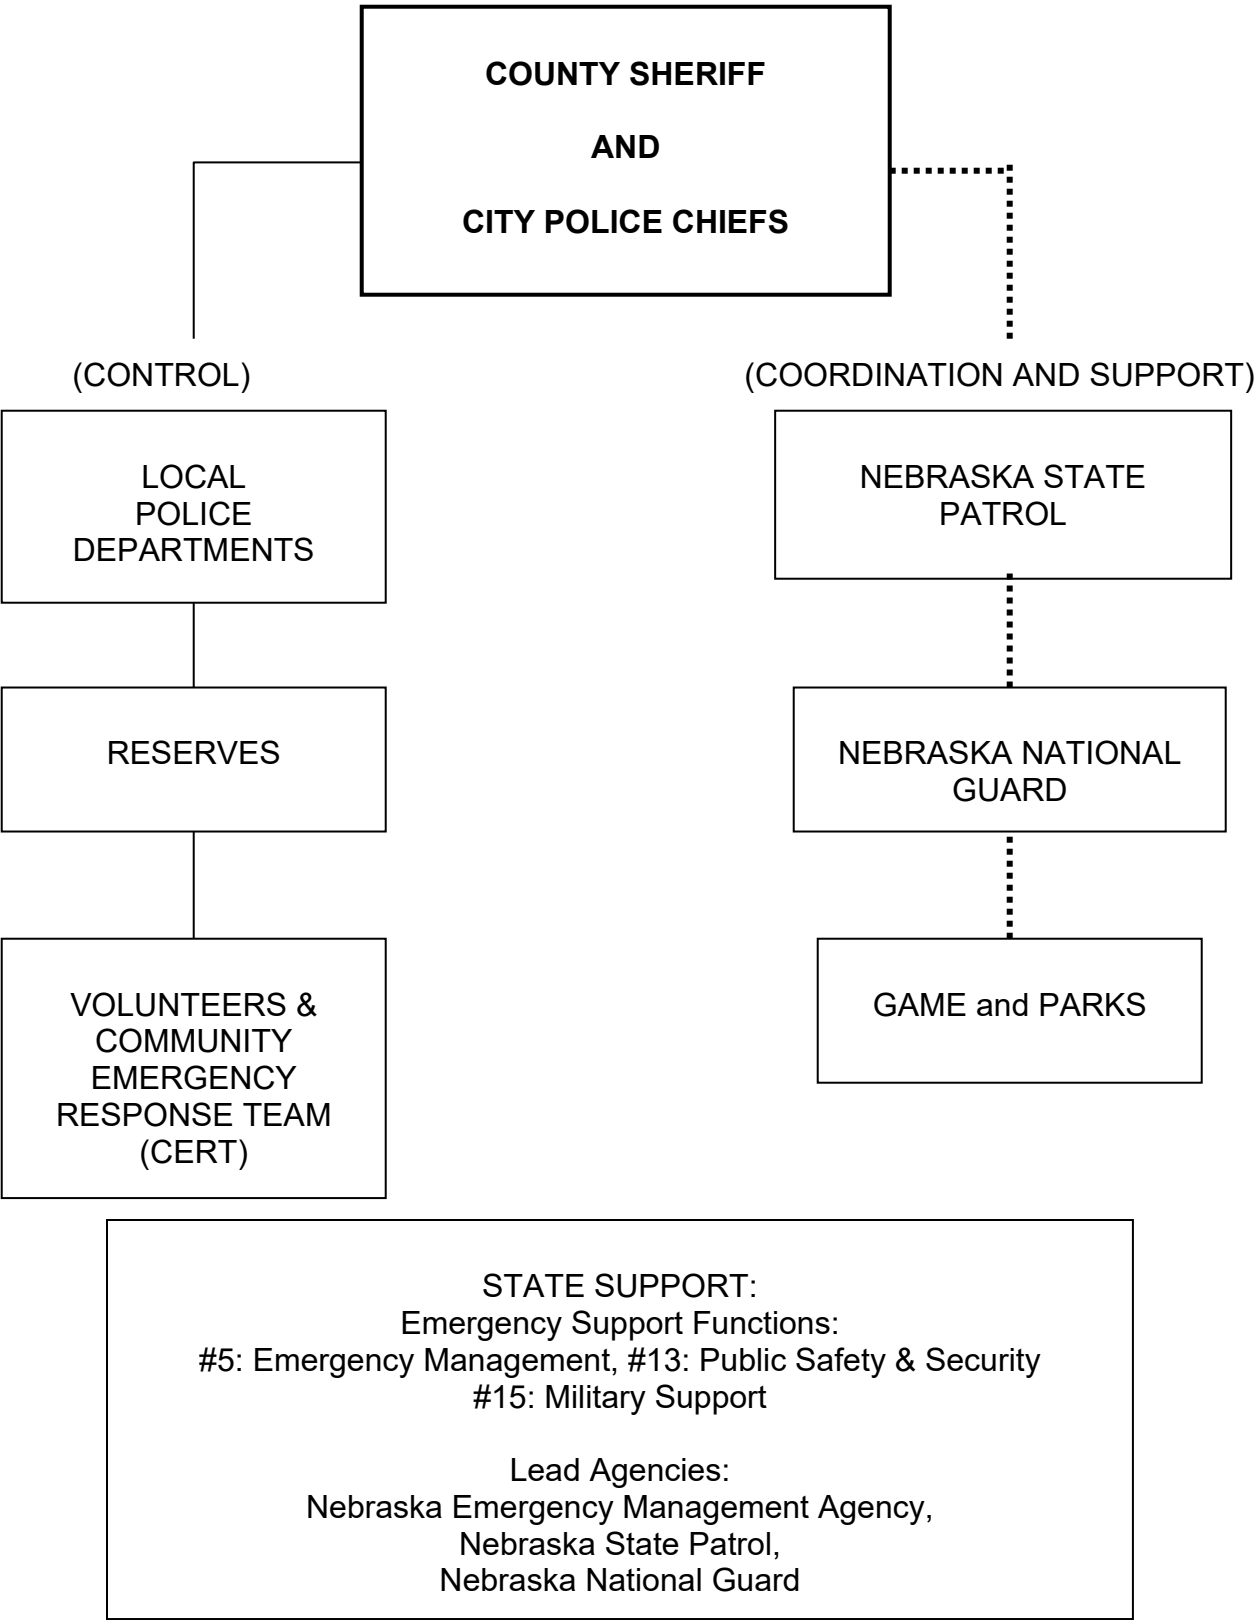 COUNTY SHERIFF
AND
CITY POLICE CHIEFS
(CONTROL)
LOCAL
POLICE
DEPARTMENTS
RESERVES
VOLUNTEERS &
COMMUNITY
EMERGENCY
RESPONSE TEAM
(CERT)
(COORDINATION AND SUPPORT)
NEBRASKA STATE
PATROL
NEBRASKA NATIONAL
GUARD
GAME and PARKS
STATE SUPPORT:
Emergency Support Functions:
#5: Emergency Management, #13: Public Safety & Security
#15: Military Support
Lead Agencies:
Nebraska Emergency Management Agency,
Nebraska State Patrol,
Nebraska National Guard